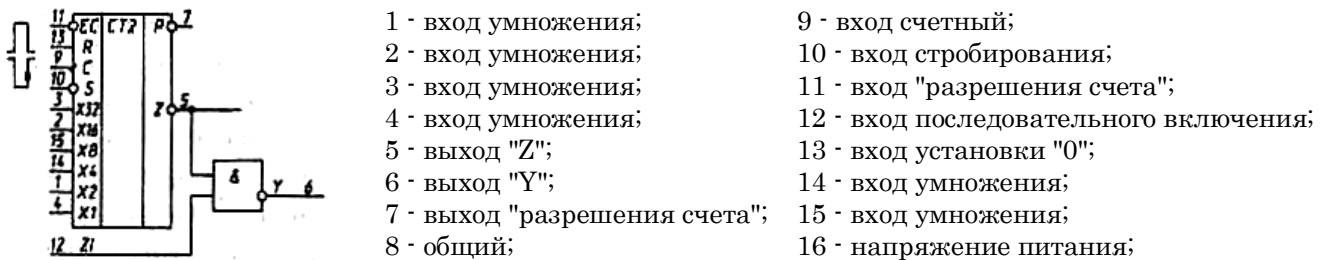 11 EC CT2 P 7
13 R
9 C
10 S
3 X32 Z 5
2 X16
15 X8
14 X4 &
1 X2 Y 6
4 X1
12 Z1
1 - вход умножения;
2 - вход умножения;
3 - вход умножения;
4 - вход умножения;
5 - выход "Z";
6 - выход "Y";
7 - выход "разрешения счета";
8 - общий;
9 - вход счетный;
10 - вход стробирования;
11 - вход "разрешения счета";
12 - вход последовательного включения;
13 - вход установки "0";
14 - вход умножения;
15 - вход умножения;
16 - напряжение питания;